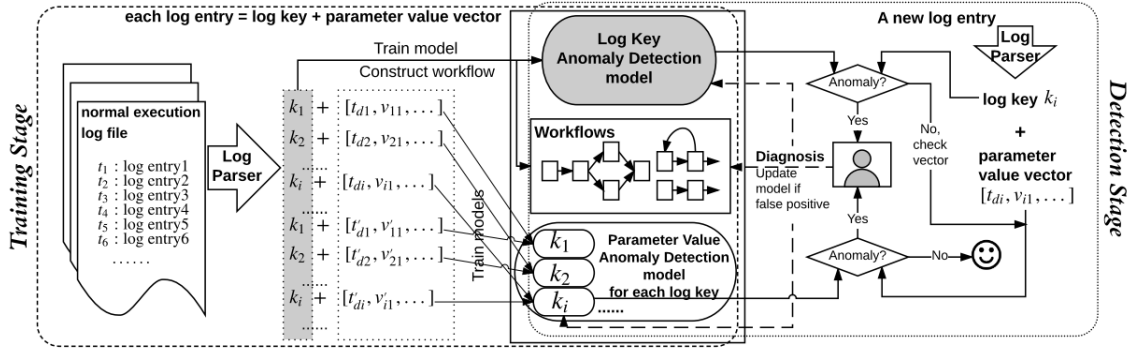 each log entry = log key + parameter value vector
Training Stage
normal execution
log file
t1 : log entry1
t2 : log entry2
t3 : log entry3
t4 : log entry4
t5 : log entry5
t6 : log entry6
......
Log
Parser
Train model
Construct workflow
k1 + [td1, v11, . . . ]
k2 + [td2, v21, . . . ]
ki + [tdi, vi1, . . . ]
......
k1 + [t'd1, v'11, . . . ]
k2 + [t'd2, v'21, . . . ]
ki + [t'di, v'i1, . . . ]
......
Train models
Log Key
Anomaly Detection
model
Workflows
k1
k2
ki
Parameter Value
Anomaly Detection
model
for each log key
......
Diagnosis
Update
model if
false positive
A new log entry
Log
Parser
Anomaly?
Yes
No,
check
vector
log key ki
+
parameter
value vector
[tdi, vi1, . . . ]
Yes
Anomaly?
No
Detection Stage